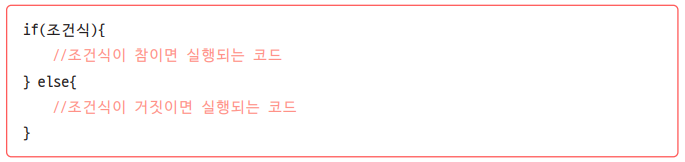 if(조건식){
    //조건식이 참이면 실행되는 코드
} else{
    //조건식이 거짓이면 실행되는 코드
}